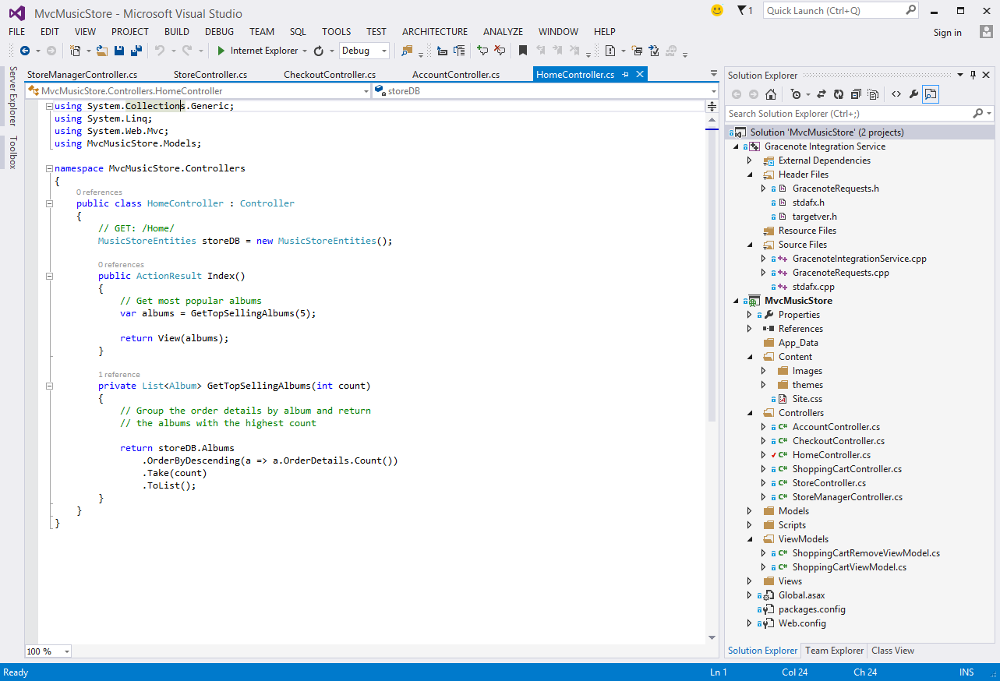 MvcMusicStore - Microsoft Visual Studio
1
Quick Launch (Ctrl+Q)
FILE EDIT VIEW PROJECT BUILD DEBUG TEAM SQL TOOLS TEST ARCHITECTURE ANALYZE WINDOW HELP
Sign in
Internet Explorer
Debug
Server Explorer
Toolbox
StoreManagerController.cs StoreController.cs CheckoutController.cs AccountController.cs HomeController.cs
MvcMusicStore.Controllers.HomeController
storeDB
using System.Collections.Generic;
using System.Linq;
using System.Web.Mvc;
using MvcMusicStore.Models;
namespace MvcMusicStore.Controllers
{
0 references
public class HomeController : Controller
{
// GET: /Home/
MusicStoreEntities storeDB = new MusicStoreEntities();
0 references
public ActionResult Index()
{
// Get most popular albums
var albums = GetTopSellingAlbums(5);
return View(albums);
}
1 reference
private List<Album> GetTopSellingAlbums(int count)
{
// Group the order details by album and return
// the albums with the highest count
return storeDB.Albums
.OrderByDescending(a => a.OrderDetails.Count())
.Take(count)
.ToList();
}
}
}
100 %
Solution Explorer
Search Solution Explorer (Ctrl+;)
Solution 'MvcMusicStore' (2 projects)
Gracenote Integration Service
External Dependencies
Header Files
GracenoteRequests.h
stdafx.h
targetver.h
Resource Files
Source Files
GracenoteIntegrationService.cpp
GracenoteRequests.cpp
stdafx.cpp
MvcMusicStore
Properties
References
App_Data
Content
Images
themes
Site.css
Controllers
C# AccountController.cs
C# CheckoutController.cs
C# HomeController.cs
C# ShoppingCartController.cs
C# StoreController.cs
C# StoreManagerController.cs
Models
Scripts
ViewModels
C# ShoppingCartRemoveViewModel.cs
C# ShoppingCartViewModel.cs
Views
Global.asax
packages.config
Web.config
Solution Explorer Team Explorer Class View
Ready
Ln 1 Col 24 Ch 24 INS